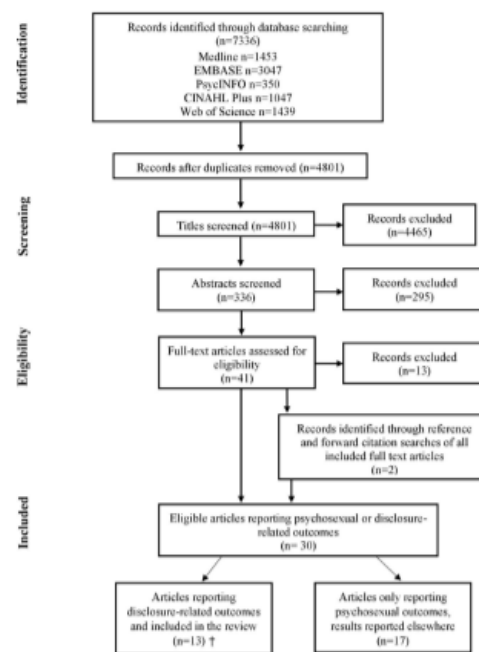 Identification
Records identified through database searching
(n=7336)
Medline n=1453
EMBASE n=3047
PsycINFO n=350
CINAHL Plus n=1047
Web of Science n=1439
Records after duplicates removed (n=4801)
Screening
Titles screened (n=4801)
Records excluded
(n=4465)
Abstracts screened
(n=336)
Records excluded
(n=295)
Eligibility
Full-text articles assessed for
eligibility
(n=41)
Records excluded
(n=13)
Records identified through reference
and forward citation searches of all
included full text articles
(n=2)
Included
Eligible articles reporting psychosexual or disclosure-
related outcomes
(n= 30)
Articles reporting
disclosure-related outcomes
and included in the review
(n=13) †
Articles only reporting
psychosexual outcomes,
results reported elsewhere
(n=17)